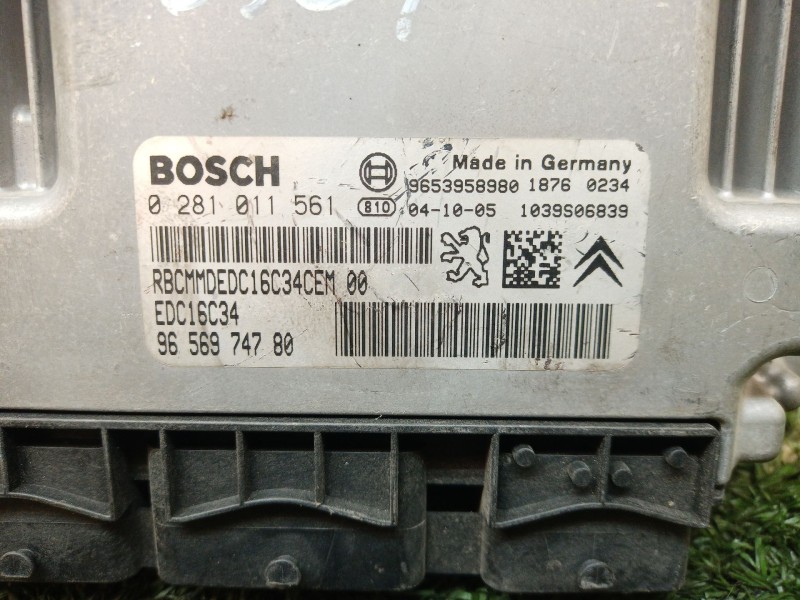 BOSCH
Made in Germany
9653958980 1876 0234
0 281 011 561
810
04-10-05 1039S06839
RBCMMDEDC16C34CEM 00
EDC16C34
96 569 747 80